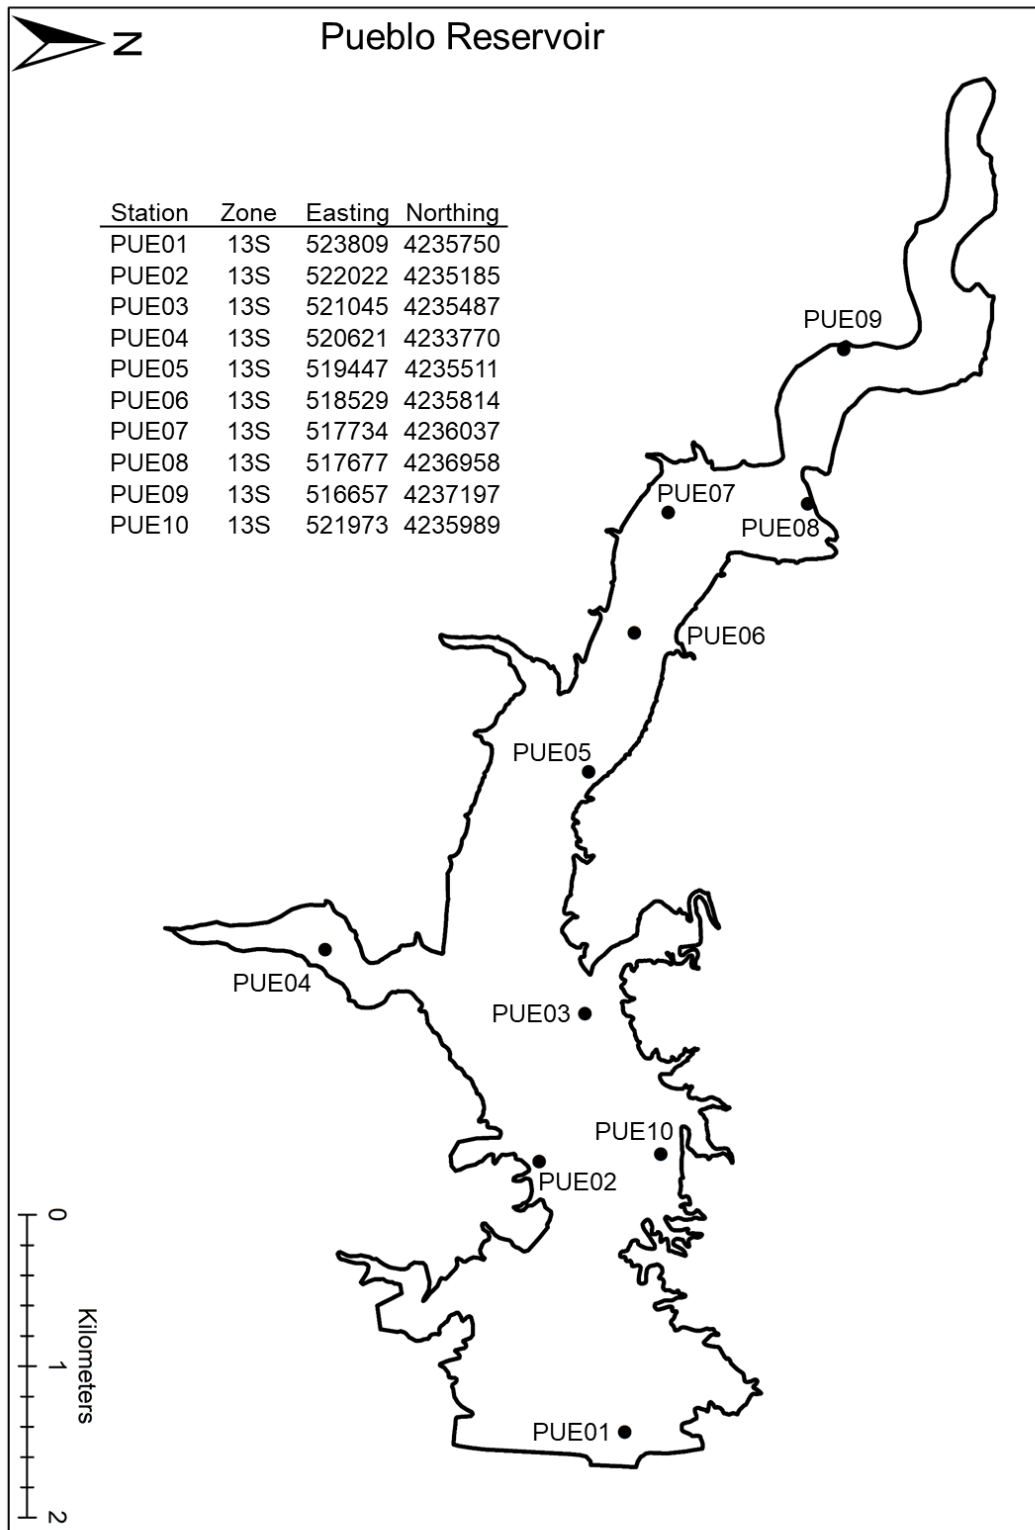 N
Pueblo Reservoir
Station Zone Easting Northing
PUE01 13S 523809 4235750
PUE02 13S 522022 4235185
PUE03 13S 521045 4235487
PUE04 13S 520621 4233770
PUE05 13S 519447 4235511
PUE06 13S 518529 4235814
PUE07 13S 517734 4236037
PUE08 13S 517677 4236958
PUE09 13S 516657 4237197
PUE10 13S 521973 4235989
PUE09
PUE07
PUE08
PUE06
PUE05
PUE04
PUE03
PUE10
PUE02
PUE01
0
1
2
Kilometers